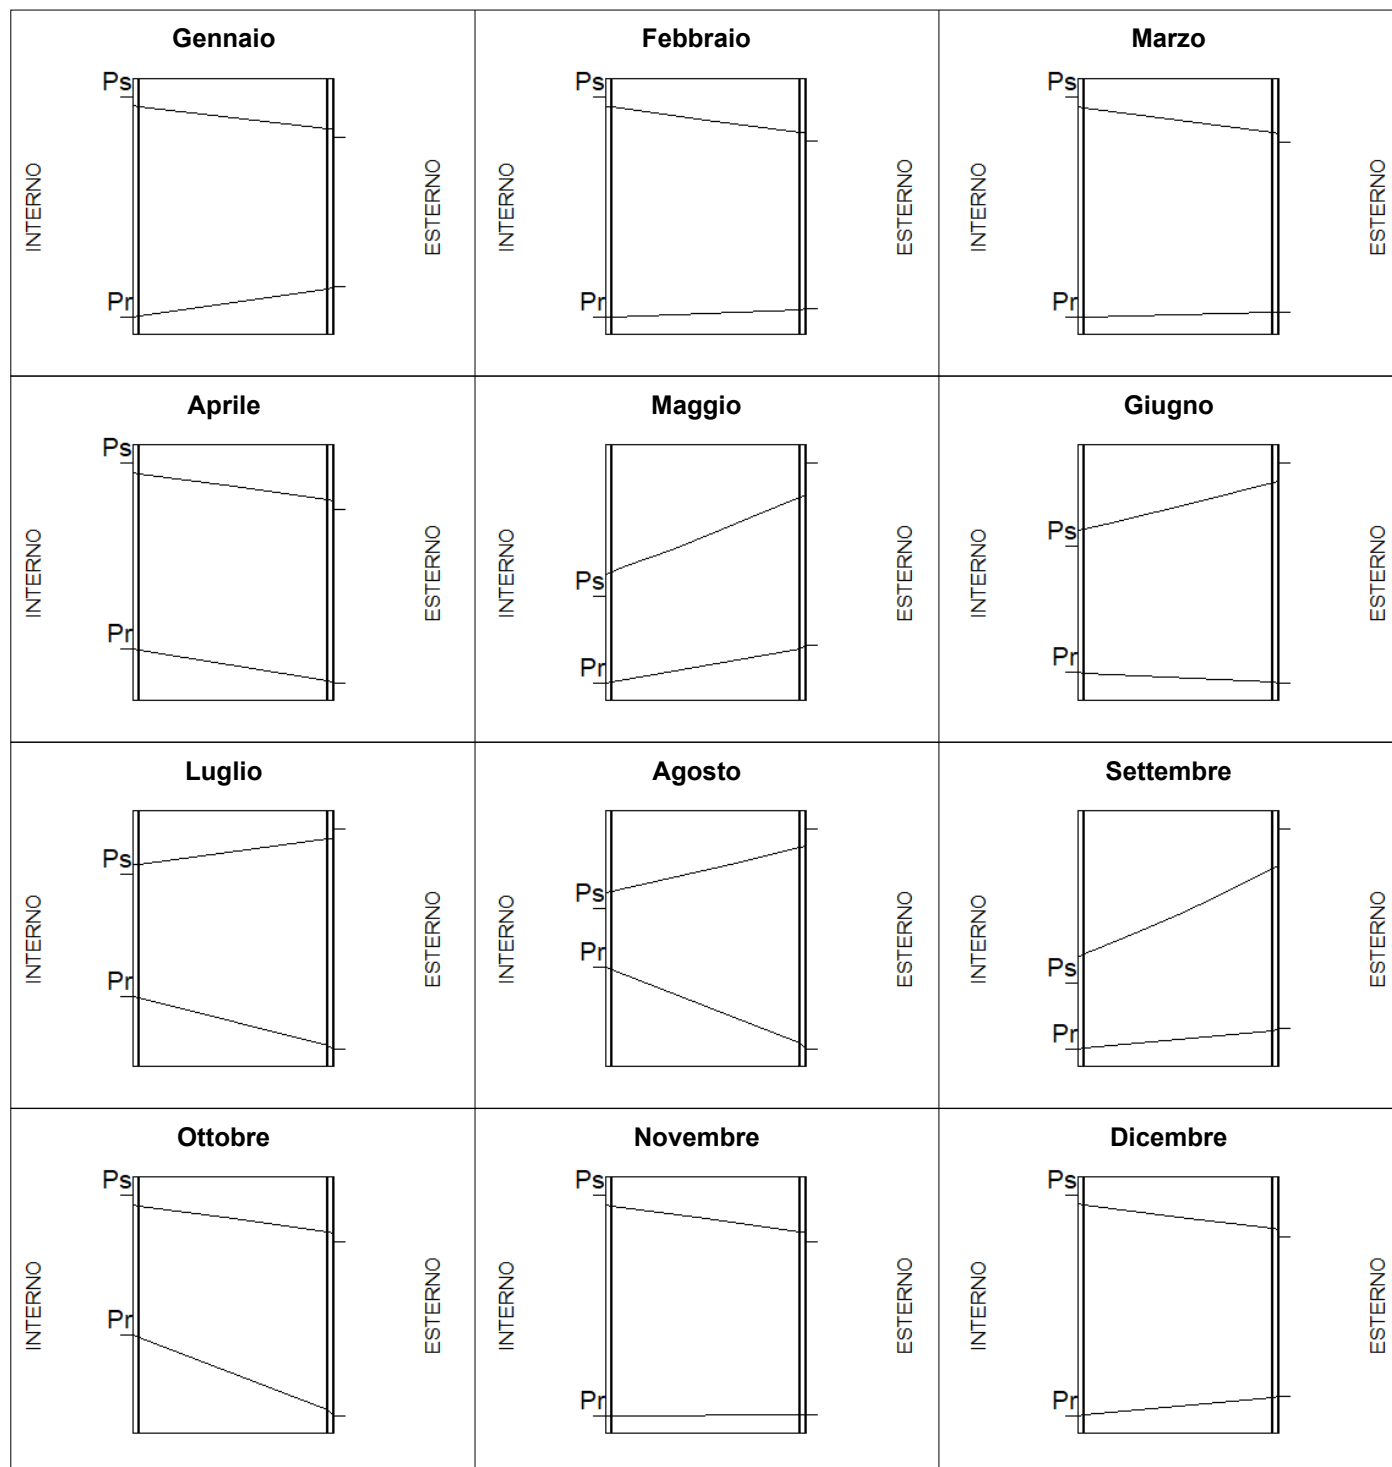 Gennaio
Ps
INTERNO
ESTERNO
Pr
Febbraio
Ps
INTERNO
ESTERNO
Pr
Marzo
Ps
INTERNO
ESTERNO
Pr
Aprile
Ps
INTERNO
ESTERNO
Pr
Maggio
INTERNO
ESTERNO
Ps
Pr
Giugno
Ps
INTERNO
ESTERNO
Pr
Luglio
Ps
INTERNO
ESTERNO
Pr
Agosto
Ps
INTERNO
ESTERNO
Pr
Settembre
INTERNO
ESTERNO
Ps
Pr
Ottobre
Ps
INTERNO
ESTERNO
Pr
Novembre
Ps
INTERNO
ESTERNO
Pr
Dicembre
Ps
INTERNO
ESTERNO
Pr